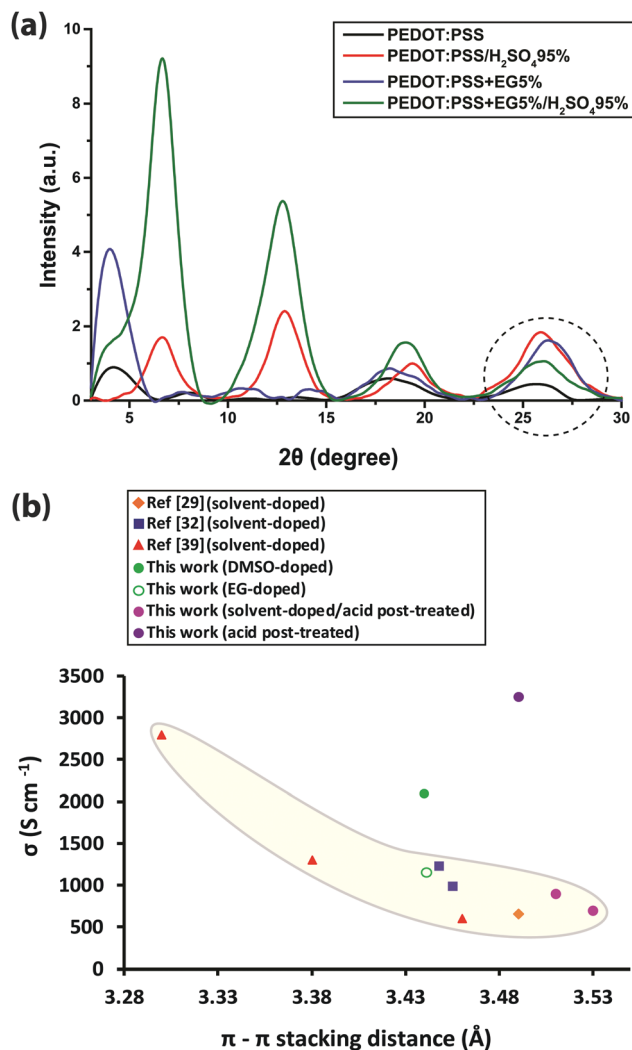 (a)
PEDOT:PSS
PEDOT:PSS/H₂SO₄95%
PEDOT:PSS+EG5%
PEDOT:PSS+EG5%/H₂SO₄95%
10
8
6
4
2
0
Intensity (a.u.)
5 10 15 20 25 30
2θ (degree)
(b)
Ref [29] (solvent-doped)
Ref [32] (solvent-doped)
Ref [39] (solvent-doped)
This work (DMSO-doped)
This work (EG-doped)
This work (solvent-doped/acid post-treated)
This work (acid post-treated)
3500
3000
2500
2000
1500
1000
500
0
σ (S cm ⁻¹)
3.28 3.33 3.38 3.43 3.48 3.53
π - π stacking distance (Å)